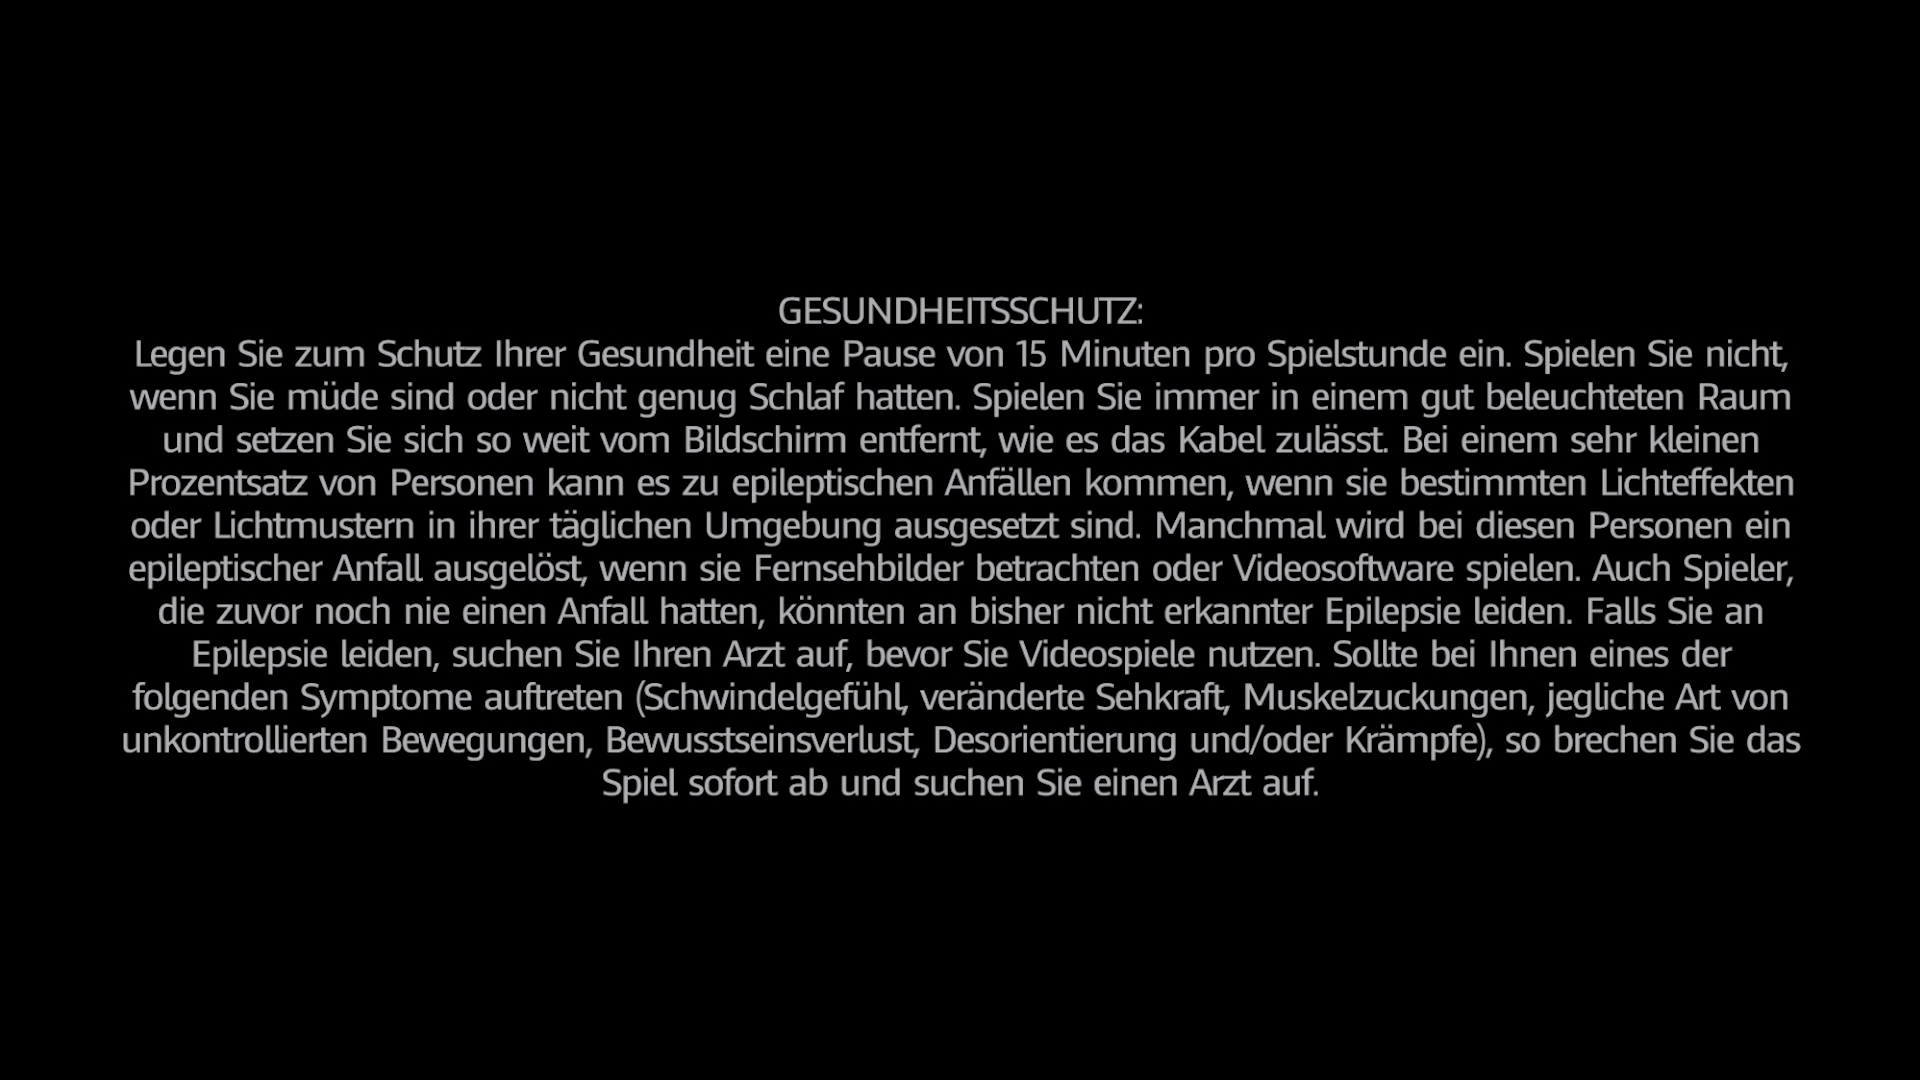 GESUNDHEITSSCHUTZ:
Legen Sie zum Schutz Ihrer Gesundheit eine Pause von 15 Minuten pro Spielstunde ein. Spielen Sie nicht,
wenn Sie müde sind oder nicht genug Schlaf hatten. Spielen Sie immer in einem gut beleuchteten Raum
und setzen Sie sich so weit vom Bildschirm entfernt, wie es das Kabel zulässt. Bei einem sehr kleinen
Prozentsatz von Personen kann es zu epileptischen Anfällen kommen, wenn sie bestimmten Lichteffekten
oder Lichtmustern in ihrer täglichen Umgebung ausgesetzt sind. Manchmal wird bei diesen Personen ein
epileptischer Anfall ausgelöst, wenn sie Fernsehbilder betrachten oder Videosoftware spielen. Auch Spieler,
die zuvor noch nie einen Anfall hatten, könnten an bisher nicht erkannter Epilepsie leiden. Falls Sie an
Epilepsie leiden, suchen Sie Ihren Arzt auf, bevor Sie Videospiele nutzen. Sollte bei Ihnen eines der
folgenden Symptome auftreten (Schwindelgefühl, veränderte Sehkraft, Muskelzuckungen, jegliche Art von
unkontrollierten Bewegungen, Bewusstseinsverlust, Desorientierung und/oder Krämpfe), so brechen Sie das
Spiel sofort ab und suchen Sie einen Arzt auf.